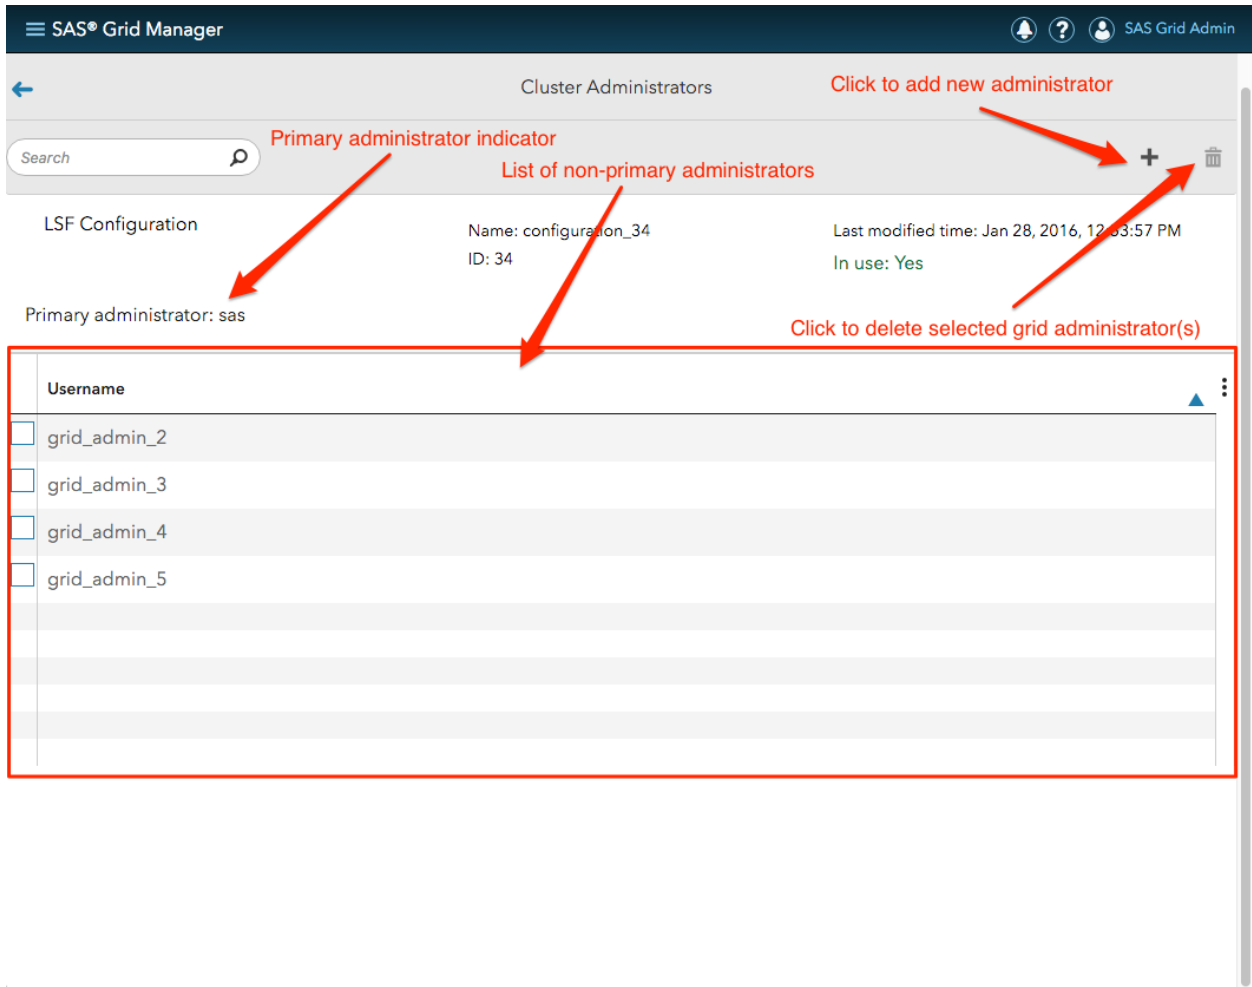 SAS® Grid Manager
SAS Grid Admin
Cluster Administrators
Click to add new administrator
Primary administrator indicator
Search
List of non-primary administrators
LSF Configuration
Name: configuration_34
Last modified time: Jan 28, 2016, 12:33:57 PM
ID: 34
In use: Yes
Primary administrator: sas
Click to delete selected grid administrator(s)
Username
grid_admin_2
grid_admin_3
grid_admin_4
grid_admin_5